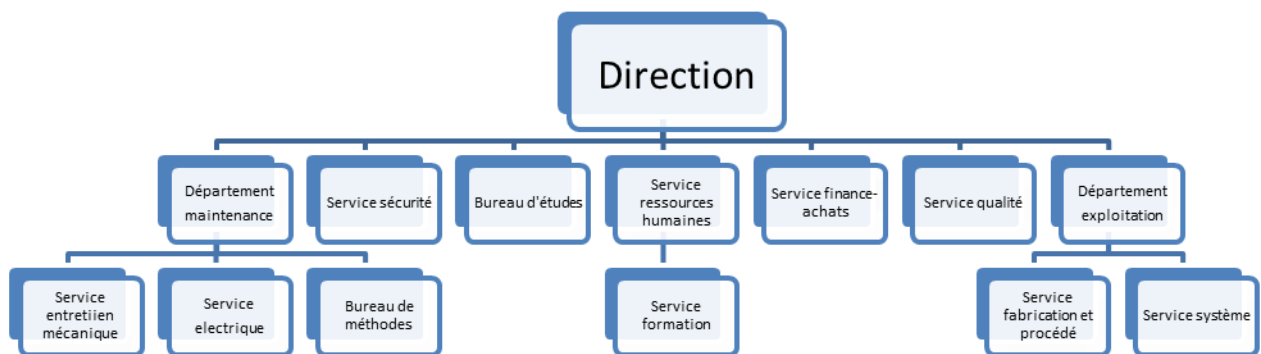 Direction
Département
maintenance
Service sécurité
Bureau d'études
Service
ressources
humaines
Service finance-
achats
Service qualité
Département
exploitation
Service
entretiien
mécanique
Service
electrique
Bureau de
méthodes
Service
formation
Service
fabrication et
procédé
Service système